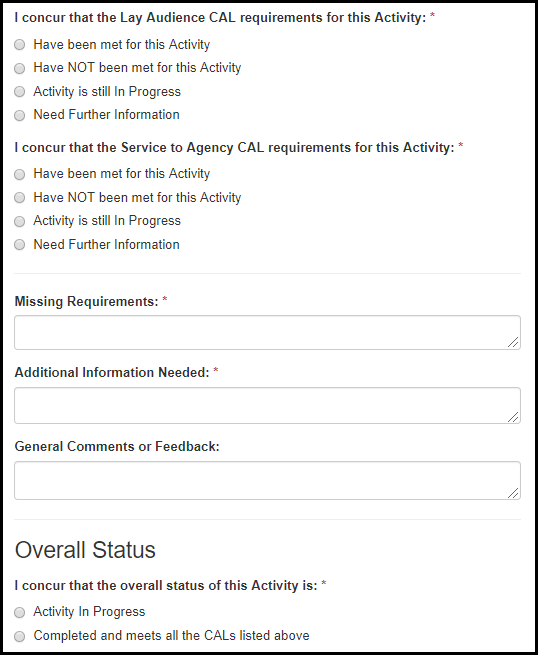 I concur that the Lay Audience CAL requirements for this Activity: *
Have been met for this Activity
Have NOT been met for this Activity
Activity is still In Progress
Need Further Information
I concur that the Service to Agency CAL requirements for this Activity: *
Have been met for this Activity
Have NOT been met for this Activity
Activity is still In Progress
Need Further Information
Missing Requirements: *
Additional Information Needed: *
General Comments or Feedback:
Overall Status
I concur that the overall status of this Activity is: *
Activity In Progress
Completed and meets all the CALs listed above